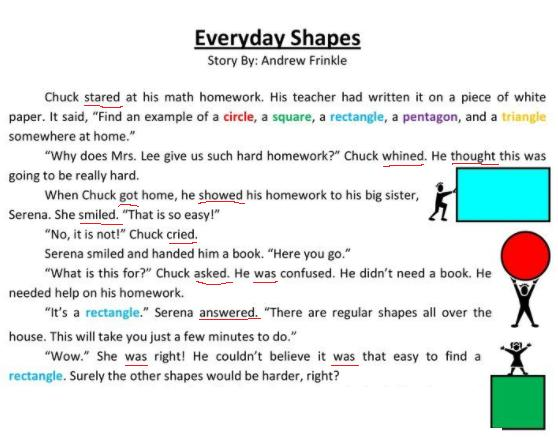 Everyday Shapes
Story By: Andrew Frinkle
Chuck stared at his math homework. His teacher had written it on a piece of white
paper. It said, “Find an example of a circle, a square, a rectangle, a pentagon, and a triangle
somewhere at home.”
“Why does Mrs. Lee give us such hard homework?” Chuck whined. He thought this was
going to be really hard.
When Chuck got home, he showed his homework to his big sister,
Serena. She smiled. “That is so easy!”
“No, it is not!” Chuck cried.
Serena smiled and handed him a book. “Here you go.”
“What is this for?” Chuck asked. He was confused. He didn’t need a book. He
needed help on his homework.
“It’s a rectangle.” Serena answered. “There are regular shapes all over the
house. This will take you just a few minutes to do.”
“Wow.” She was right! He couldn’t believe it was that easy to find a
rectangle. Surely the other shapes would be harder, right?